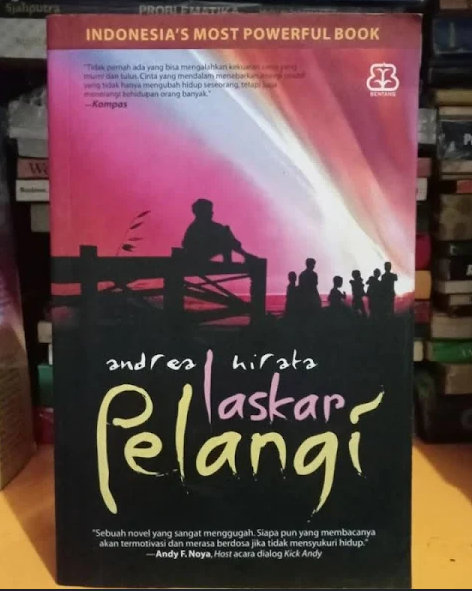 Sjahputra
PROBLEMATIKA
INDONESIA'S MOST POWERFUL BOOK
"Tidak pernah ada yang bisa mengalahkan kekuatan cinta yang
murni dan tulus. Cinta yang mendalam menebarkan energi positif
yang tidak hanya mengubah hidup seseorang, tetapi juga
menerangi kehidupan orang banyak."
—Kompas
BENTANG
andrea hirata
laskar
Pelangi
"Sebuah novel yang sangat menggugah. Siapa pun yang membacanya
akan termotivasi dan merasa berdosa jika tidak mensyukuri hidup."
—Andy F. Noya, Host acara dialog Kick Andy